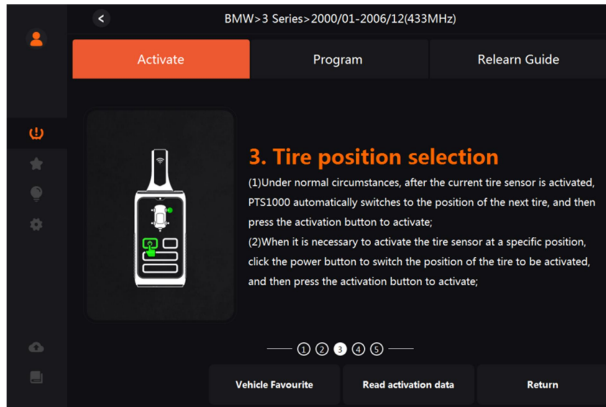 BMW>3 Series>2000/01-2006/12(433MHz)
Activate
Program
Relearn Guide
3. Tire position selection
(1)Under normal circumstances, after the current tire sensor is activated,
PTS1000 automatically switches to the position of the next tire, and then
press the activation button to activate;
(2)When it is necessary to activate the tire sensor at a specific position,
click the power button to switch the position of the tire to be activated,
and then press the activation button to activate;
1 2 3 4 5
Vehicle Favourite
Read activation data
Return